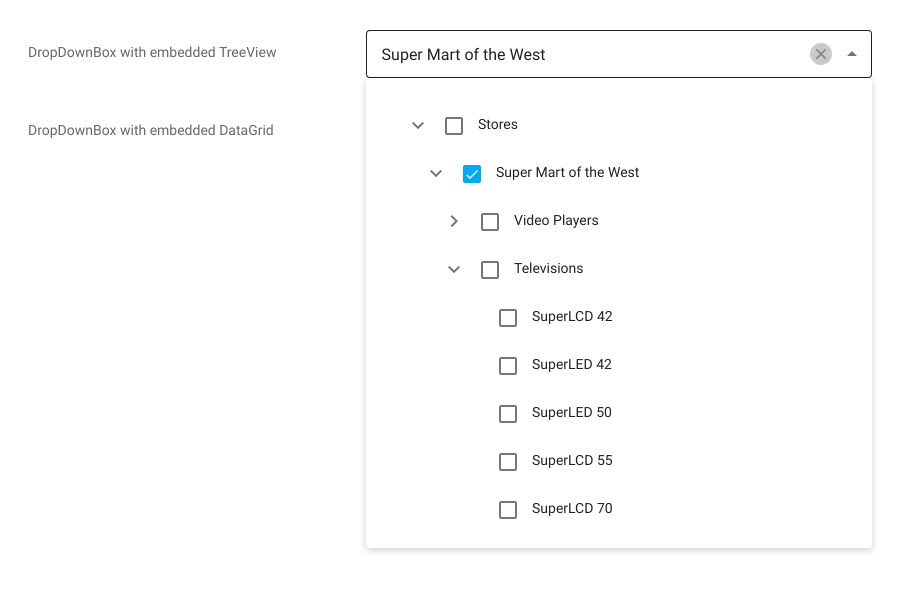 DropDownBox with embedded TreeView
Super Mart of the West
DropDownBox with embedded DataGrid
Stores
Super Mart of the West
Video Players
Televisions
SuperLCD 42
SuperLED 42
SuperLED 50
SuperLCD 55
SuperLCD 70